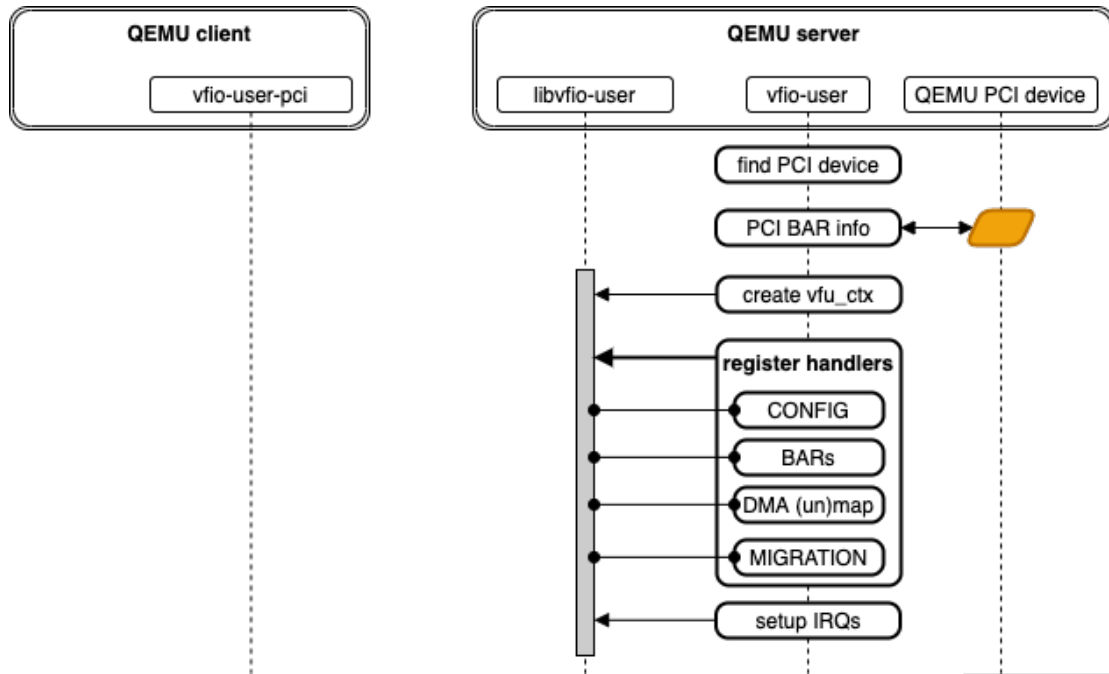 QEMU client
QEMU server
vfio-user-pci
libvfio-user
vfio-user
QEMU PCI device
find PCI device
PCI BAR info
create vfu_ctx
register handlers
CONFIG
BARs
DMA (un)map
MIGRATION
setup IRQs